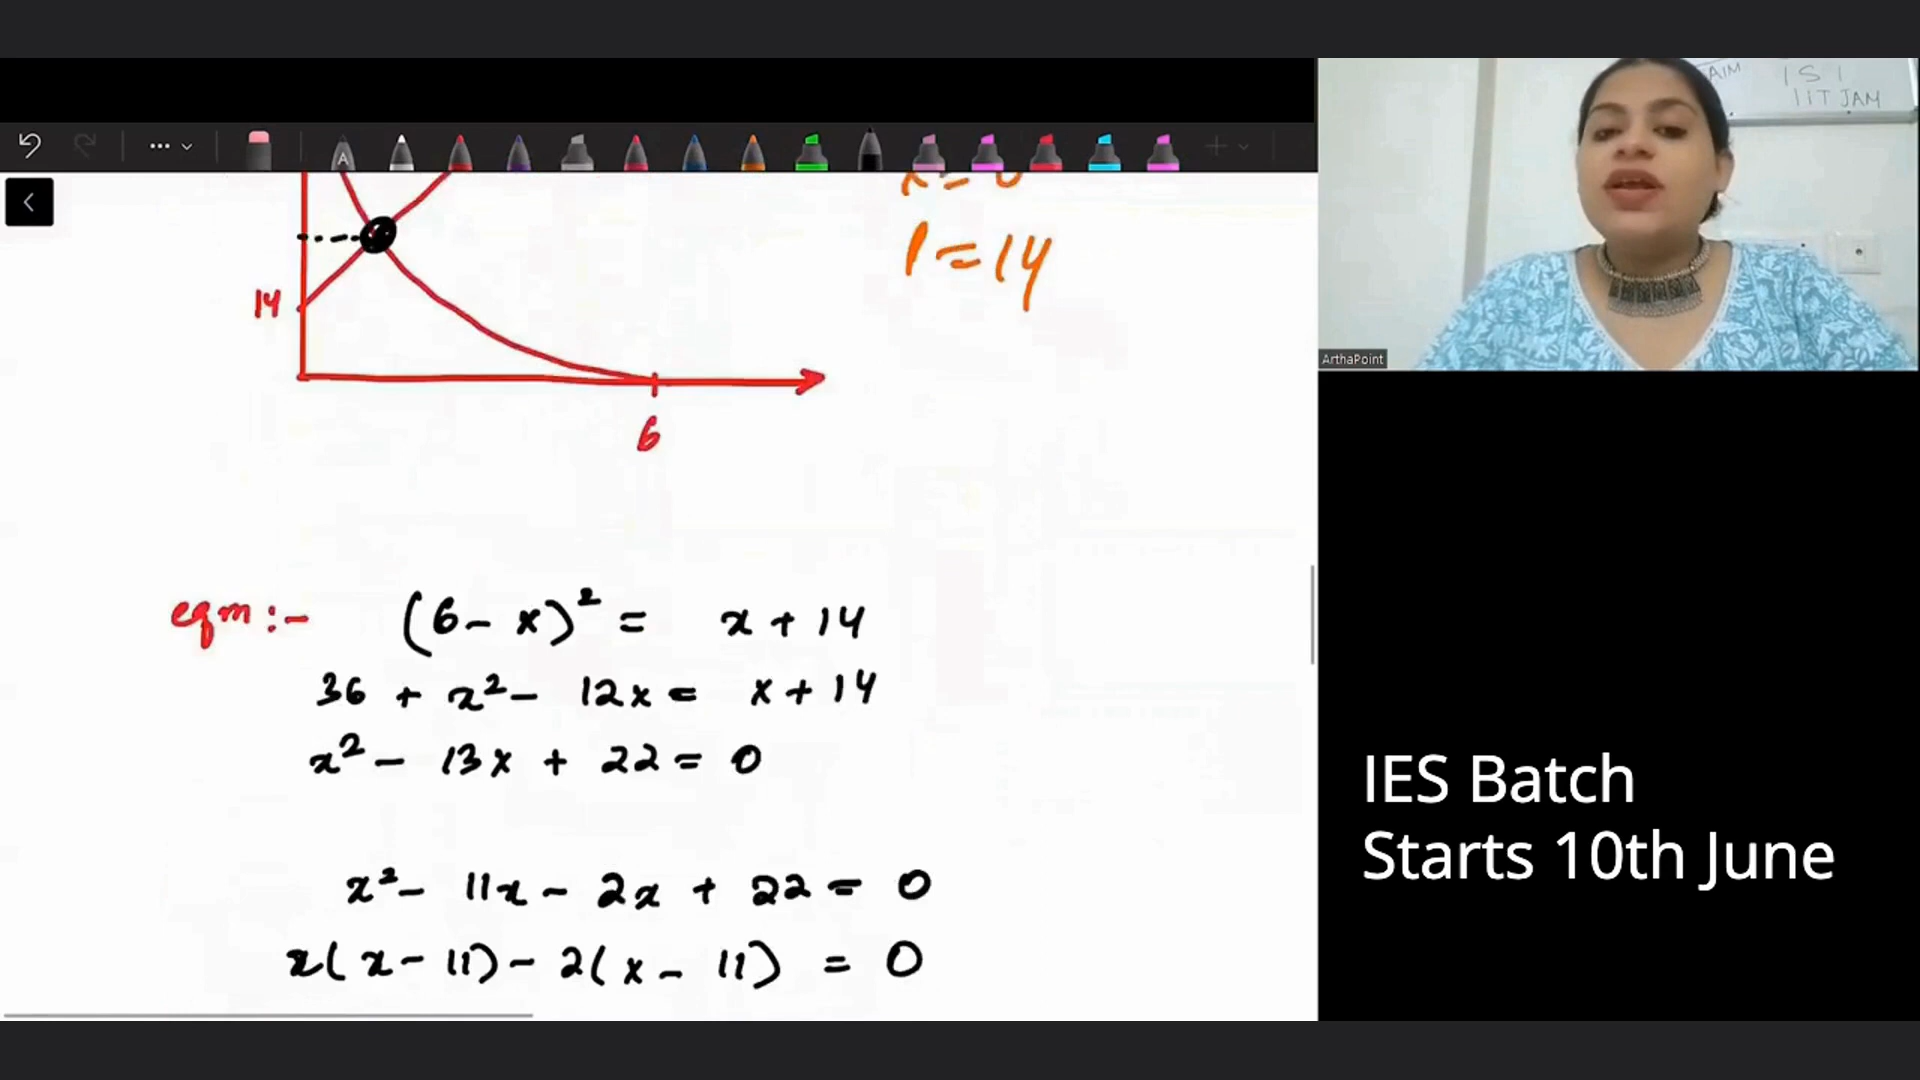 AIM
ISI
IIT JAM
A
P=14
14
6
ArthaPoint
eqm:- (6-x)² = x+14
36 + x² - 12x = x+14
x² - 13x + 22 = 0
x² - 11x - 2x + 22 = 0
x(x-11) - 2(x-11) = 0
IES Batch
Starts 10th June